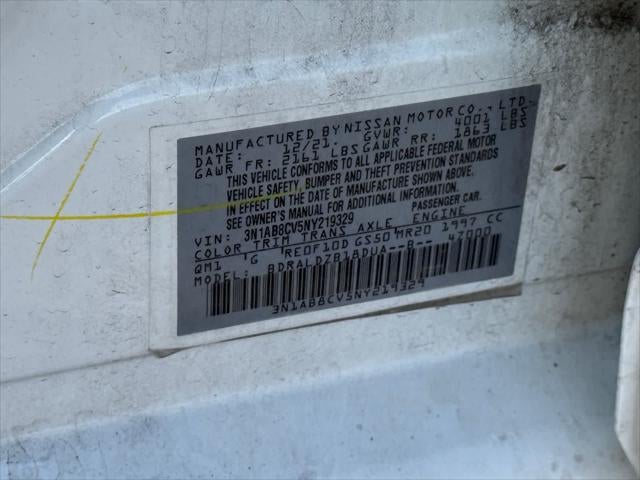 MANUFACTURED BY NISSAN MOTOR CO., LTD.
DATE: 12/21. GVWR: 4001 LBS
GAWR FR: 2161 LBS GAWR RR: 1863 LBS
THIS VEHICLE CONFORMS TO ALL APPLICABLE FEDERAL MOTOR
VEHICLE SAFETY, BUMPER AND THEFT PREVENTION STANDARDS
IN EFFECT ON THE DATE OF MANUFACTURE SHOWN ABOVE.
SEE OWNER'S MANUAL FOR ADDITIONAL INFORMATION.
VIN: 3N1AB8CV5NY219329 PASSENGER CAR.
COLOR TRIM TRANS AXLE ENGINE
QM1 G RE0F10D GS50 MR20 1997 CC
MODEL: BDRALDZB18DUA--B-- 47000
3N1AB8CV5NY219329